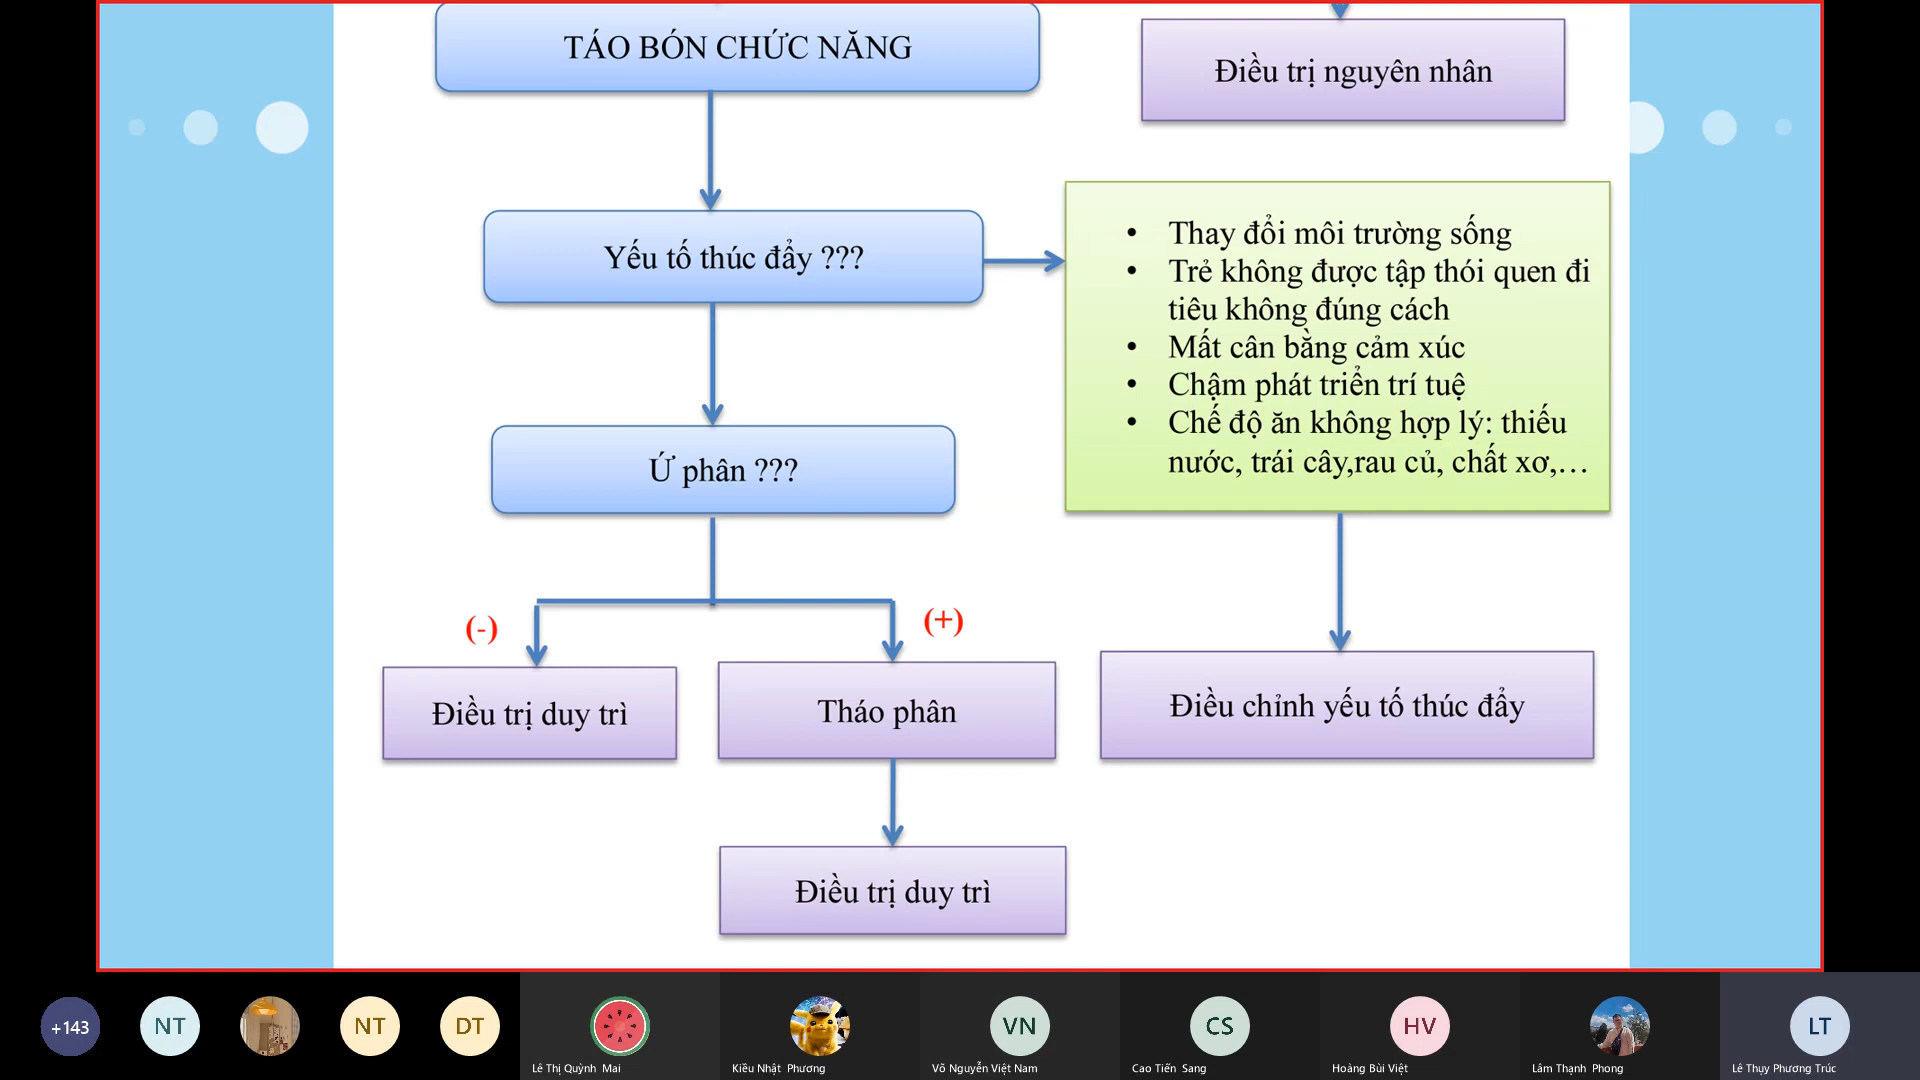 TÁO BÓN CHỨC NĂNG
Điều trị nguyên nhân
Yếu tố thúc đẩy ???
• Thay đổi môi trường sống
• Trẻ không được tập thói quen đi
tiêu không đúng cách
• Mất cân bằng cảm xúc
• Chậm phát triển trí tuệ
• Chế độ ăn không hợp lý: thiếu
nước, trái cây,rau củ, chất xơ,…
Ứ phân ???
(-)
(+)
Điều trị duy trì
Tháo phân
Điều chỉnh yếu tố thúc đẩy
Điều trị duy trì
+143
NT
NT
DT
VN
CS
HV
LT
Lê Thị Quỳnh Mai
Kiều Nhật Phương
Võ Nguyễn Việt Nam
Cao Tiến Sang
Hoàng Bùi Việt
Lâm Thạnh Phong
Lê Thụy Phương Trúc